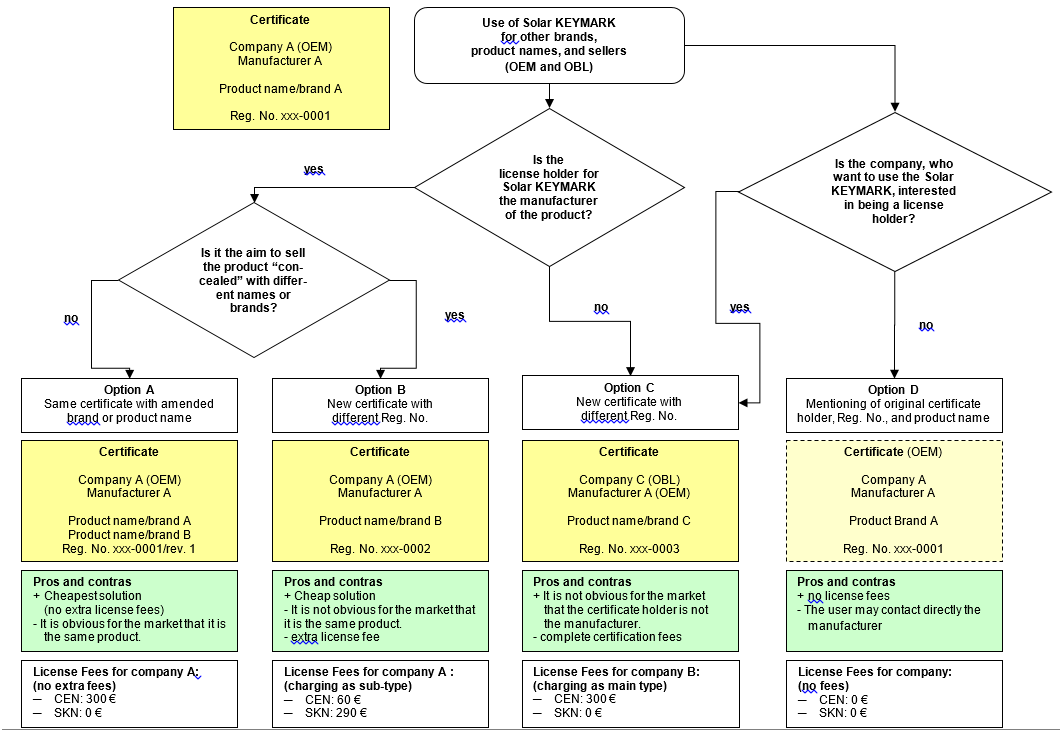 Certificate
Company A (OEM)
Manufacturer A
Product name/brand A
Reg. No. xxx-0001
Use of Solar KEYMARK
for other brands,
product names, and sellers
(OEM and OBL)
Is the
license holder for
Solar KEYMARK
the manufacturer
of the product?
Is the company, who
want to use the Solar
KEYMARK, interested
in being a license
holder?
yes
Is it the aim to sell
the product “con-
cealed” with differ-
ent names or
brands?
no
yes
no
yes
no
Option A
Same certificate with amended
brand or product name
Option B
New certificate with
different Reg. No.
Option C
New certificate with
different Reg. No.
Option D
Mentioning of original certificate
holder, Reg. No., and product name
Certificate
Company A (OEM)
Manufacturer A
Product name/brand A
Product name/brand B
Reg. No. xxx-0001/rev. 1
Certificate
Company A (OEM)
Manufacturer A
Product name/brand B
Reg. No. xxx-0002
Certificate
Company C (OBL)
Manufacturer A (OEM)
Product name/brand C
Reg. No. xxx-0003
Certificate (OEM)
Company A
Manufacturer A
Product Brand A
Reg. No. xxx-0001
Pros and contras
+ Cheapest solution
(no extra license fees)
- It is obvious for the market that it is
the same product.
Pros and contras
+ Cheap solution
- It is not obvious for the market that
it is the same product.
- extra license fee
Pros and contras
+ It is not obvious for the market
that the certificate holder is not
the manufacturer.
- complete certification fees
Pros and contras
+ no license fees
- The user may contact directly the
manufacturer
License Fees for company A:
(no extra fees)
— CEN: 300 €
— SKN: 0 €
License Fees for company A :
(charging as sub-type)
— CEN: 60 €
— SKN: 290 €
License Fees for company B:
(charging as main type)
— CEN: 300 €
— SKN: 0 €
License Fees for company:
(no fees)
— CEN: 0 €
— SKN: 0 €